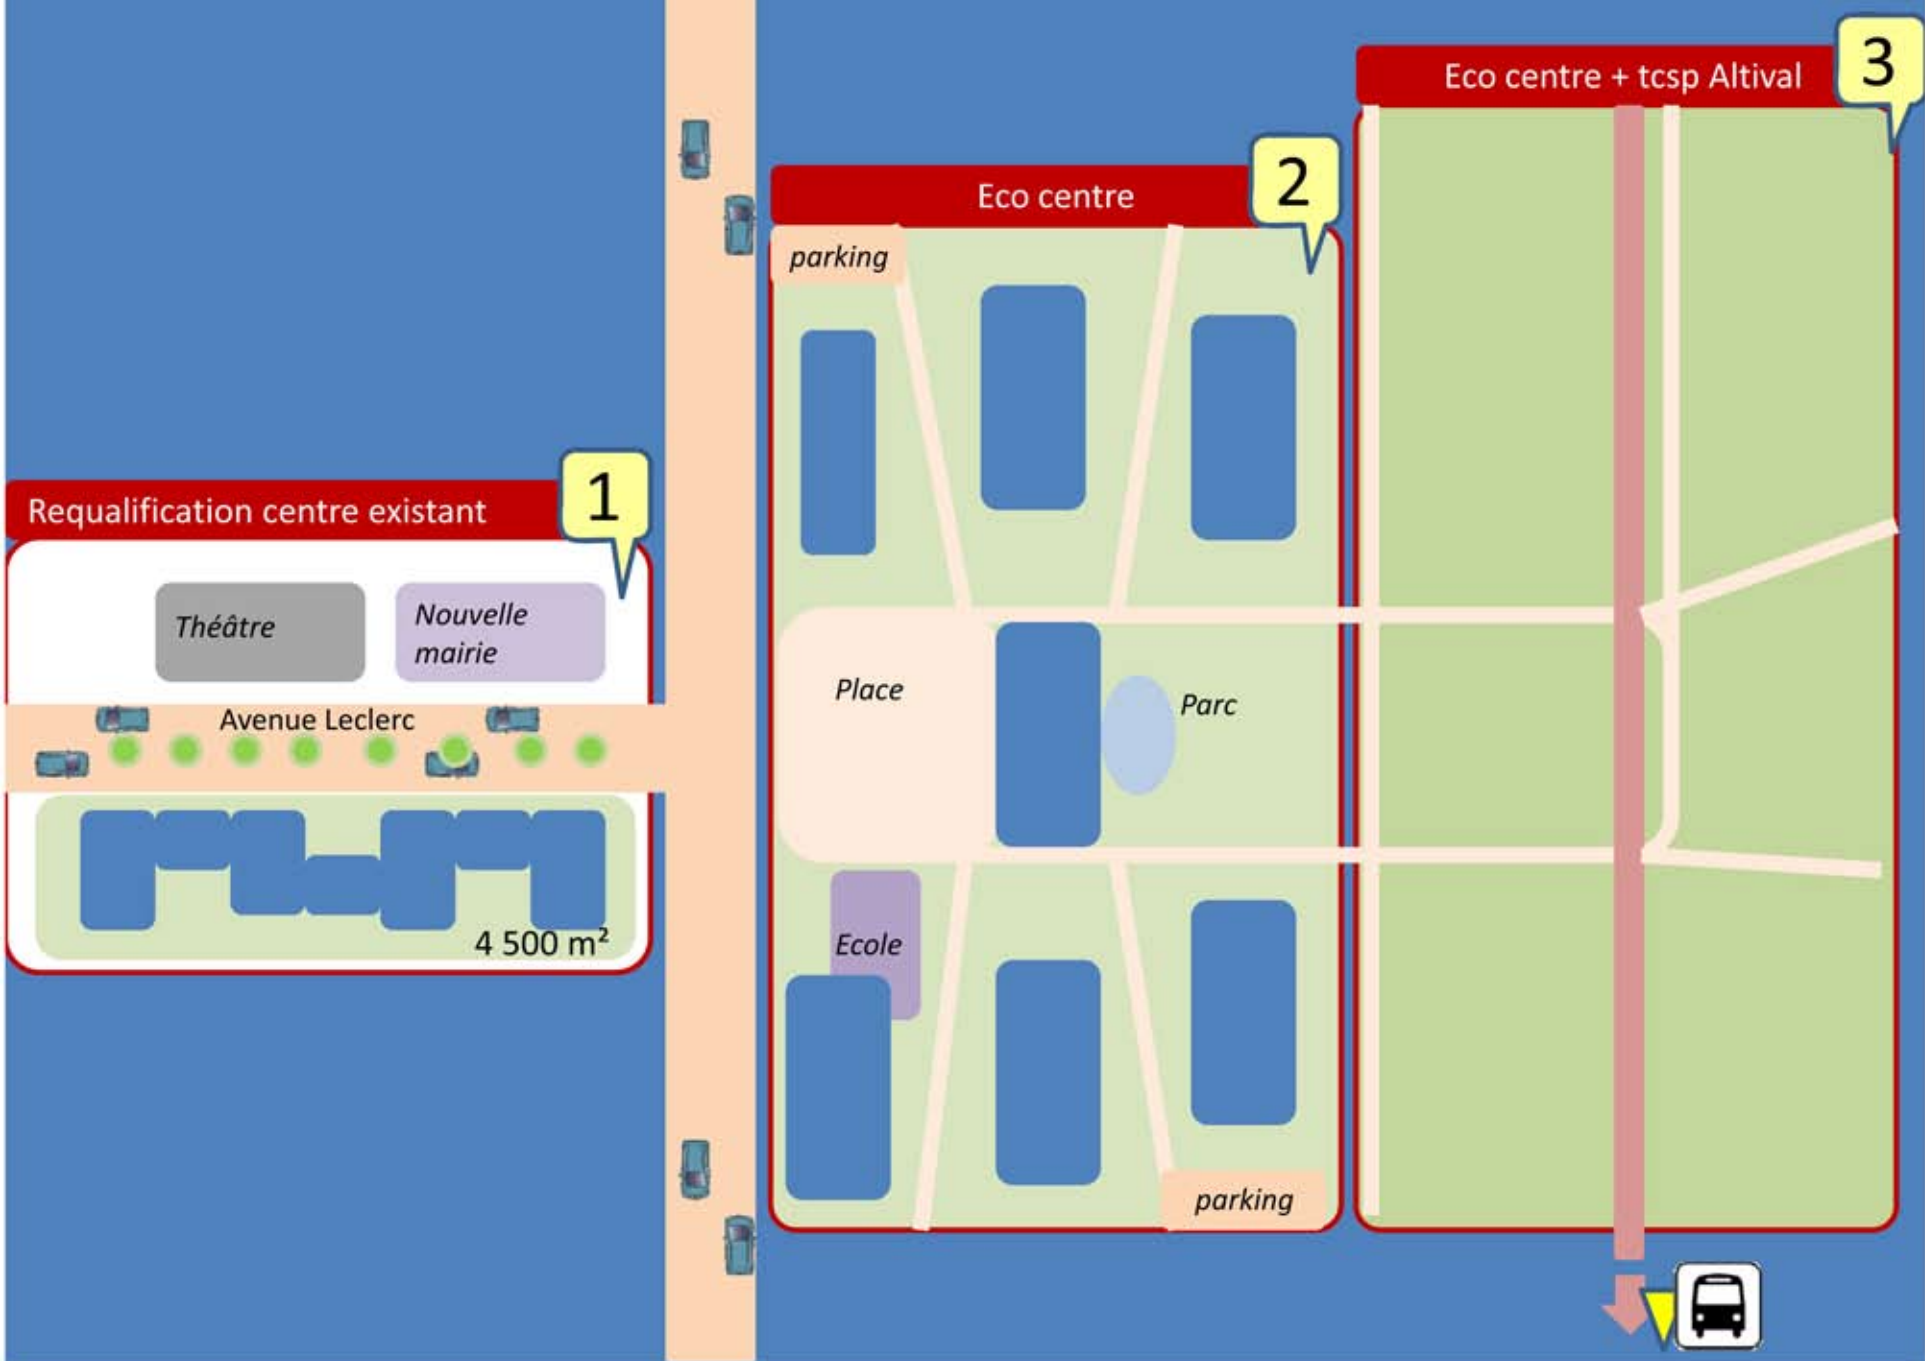 Eco centre + tcsp Altival
3
Eco centre
2
parking
Requalification centre existant
1
Théâtre
Nouvelle
mairie
Avenue Leclerc
Place
Parc
4 500 m²
Ecole
parking